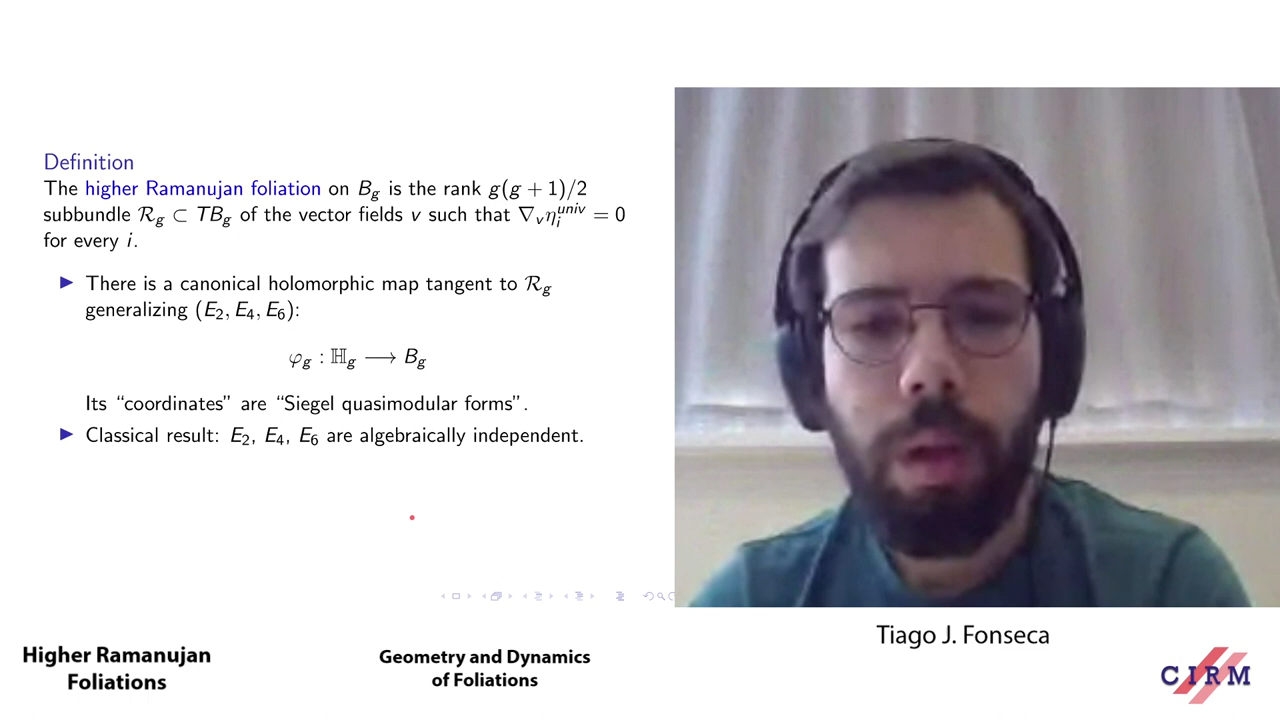 Definition
The higher Ramanujan foliation on B_g is the rank g(g + 1)/2
subbundle R_g ⊂ TB_g of the vector fields v such that ∇_v η_i^{univ} = 0
for every i.
▶ There is a canonical holomorphic map tangent to R_g
generalizing (E_2, E_4, E_6):
φ_g : ℍ_g ⟶ B_g
Its “coordinates” are “Siegel quasimodular forms”.
▶ Classical result: E_2, E_4, E_6 are algebraically independent.
Tiago J. Fonseca
Higher Ramanujan
Foliations
Geometry and Dynamics
of Foliations
CIRM